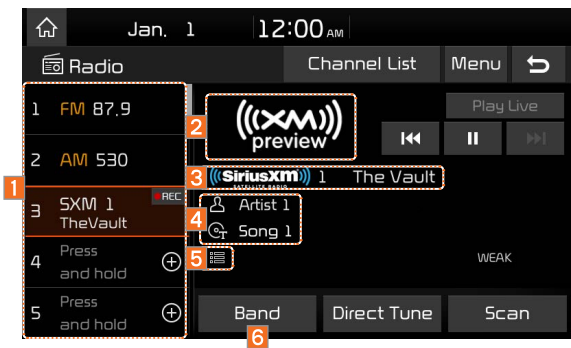 Jan. 1 12:00 AM
Radio Channel List Menu
1 FM 87.9
2 AM 530
3 SXM 1 REC
TheVault
4 Press
and hold
5 Press
and hold
1
2
(((XM)))
preview
Play Live
3 ((SiriusXM)) 1 The Vault
SATELLITE RADIO
4 Artist 1
Song 1
5
WEAK
Band Direct Tune Scan
6